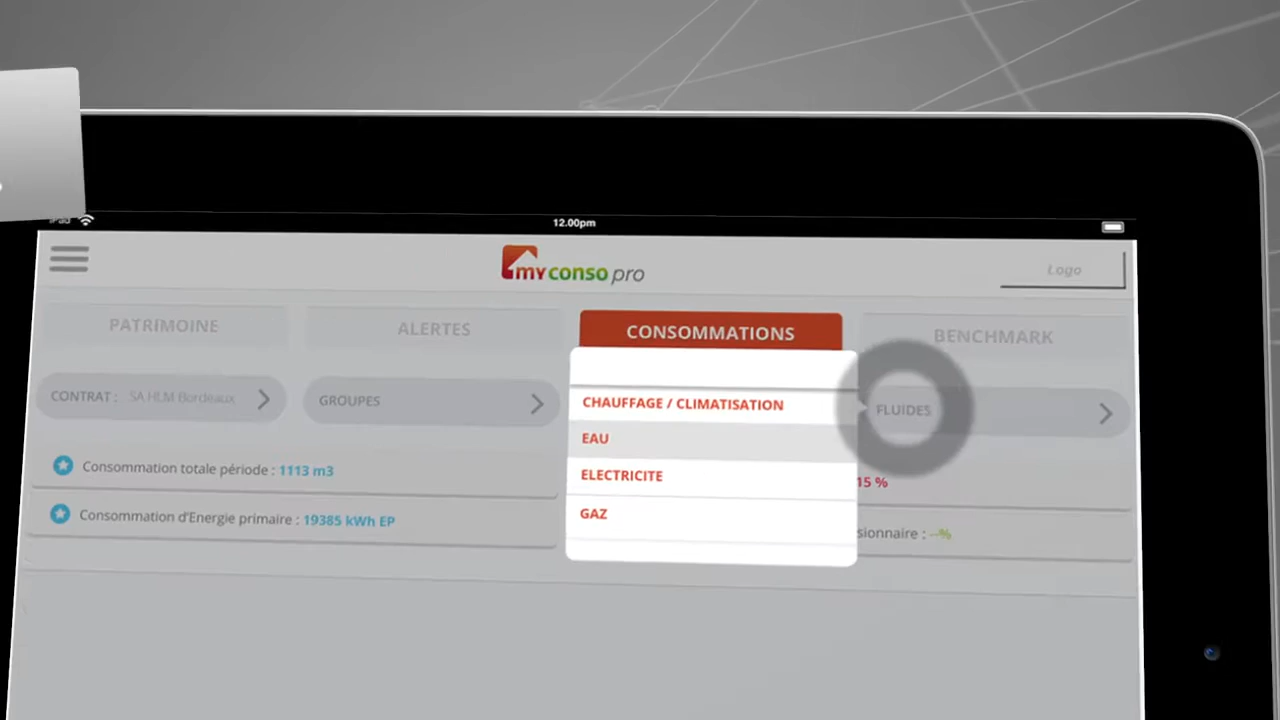 iPad
12.00pm
myconso pro
Logo
PATRIMOINE
ALERTES
CONSOMMATIONS
BENCHMARK
CONTRAT : SA HLM Bordeaux
GROUPES
FLUIDES
CHAUFFAGE / CLIMATISATION
EAU
ELECTRICITE
GAZ
Consommation totale période : 1113 m3
15 %
Consommation d'Energie primaire : 19385 kWh EP
sionnaire : --%